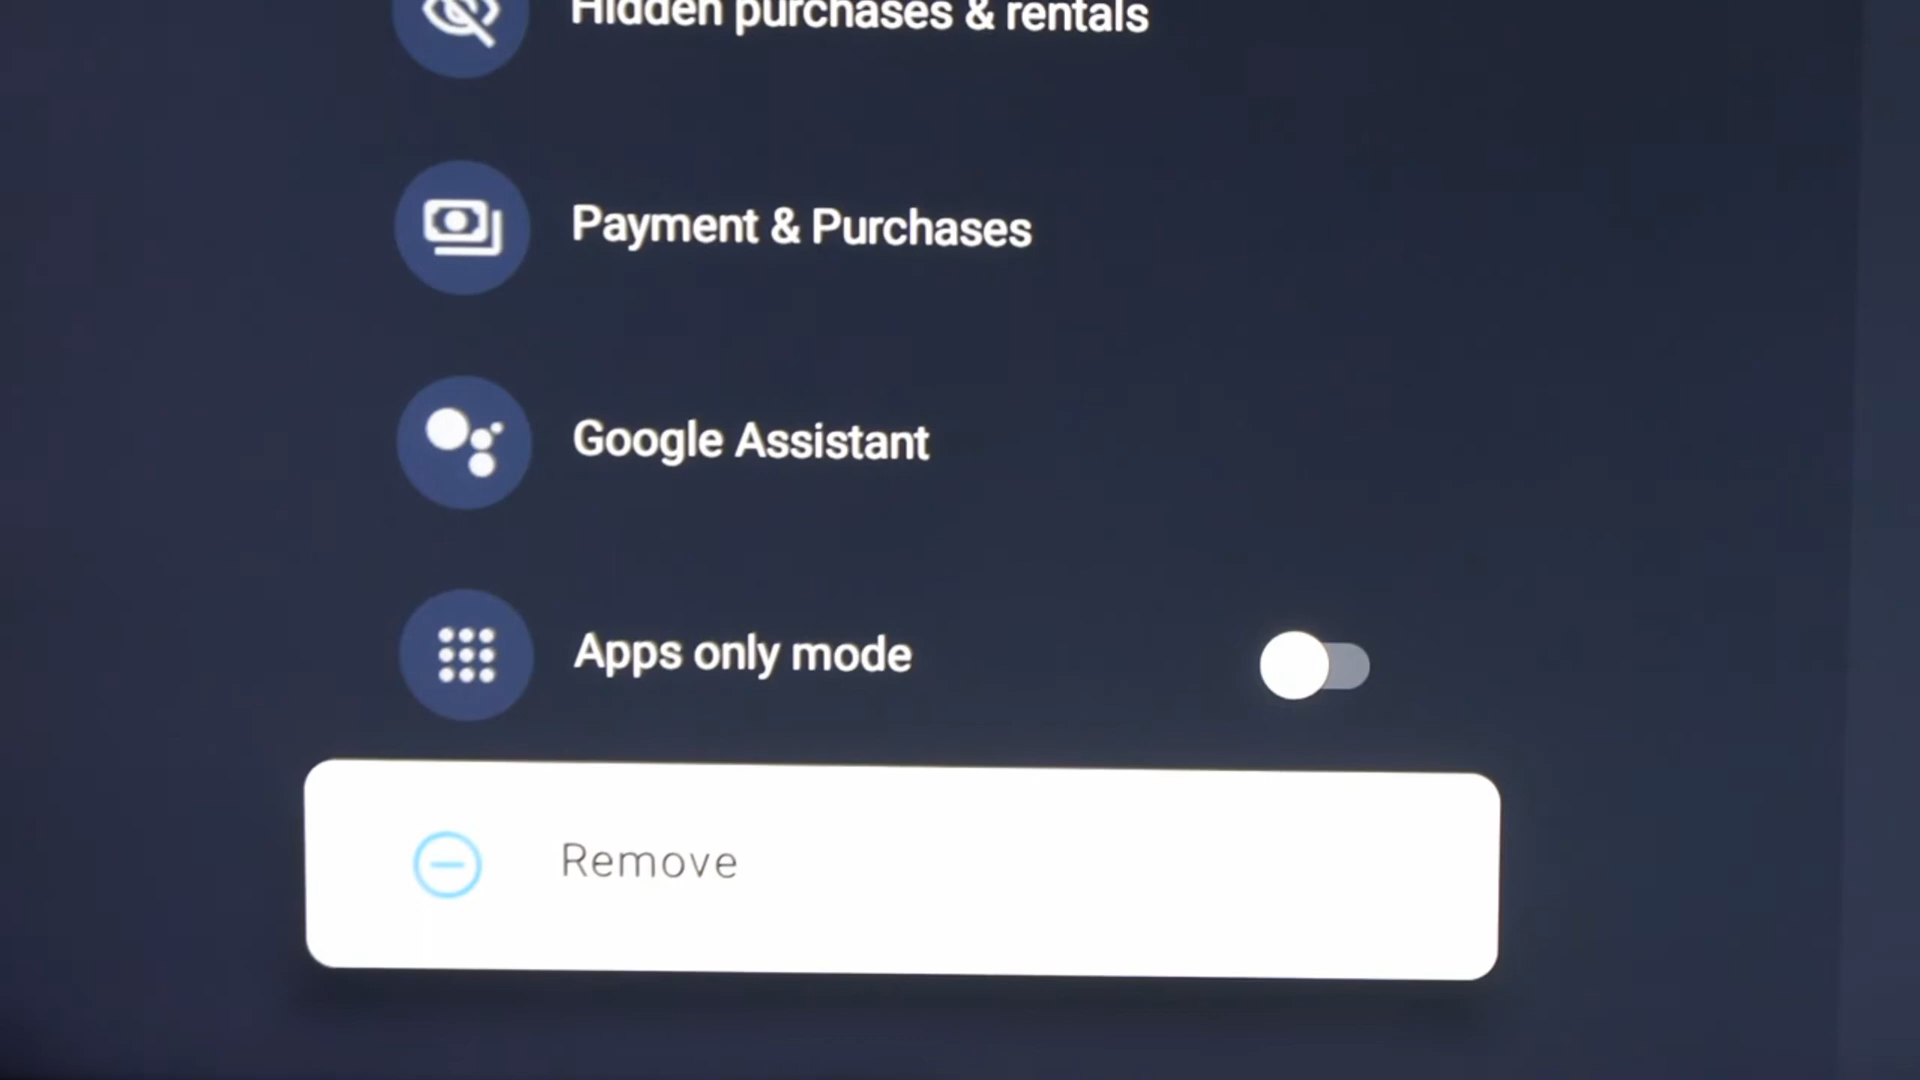 Hidden purchases & rentals
Payment & Purchases
Google Assistant
Apps only mode
Remove